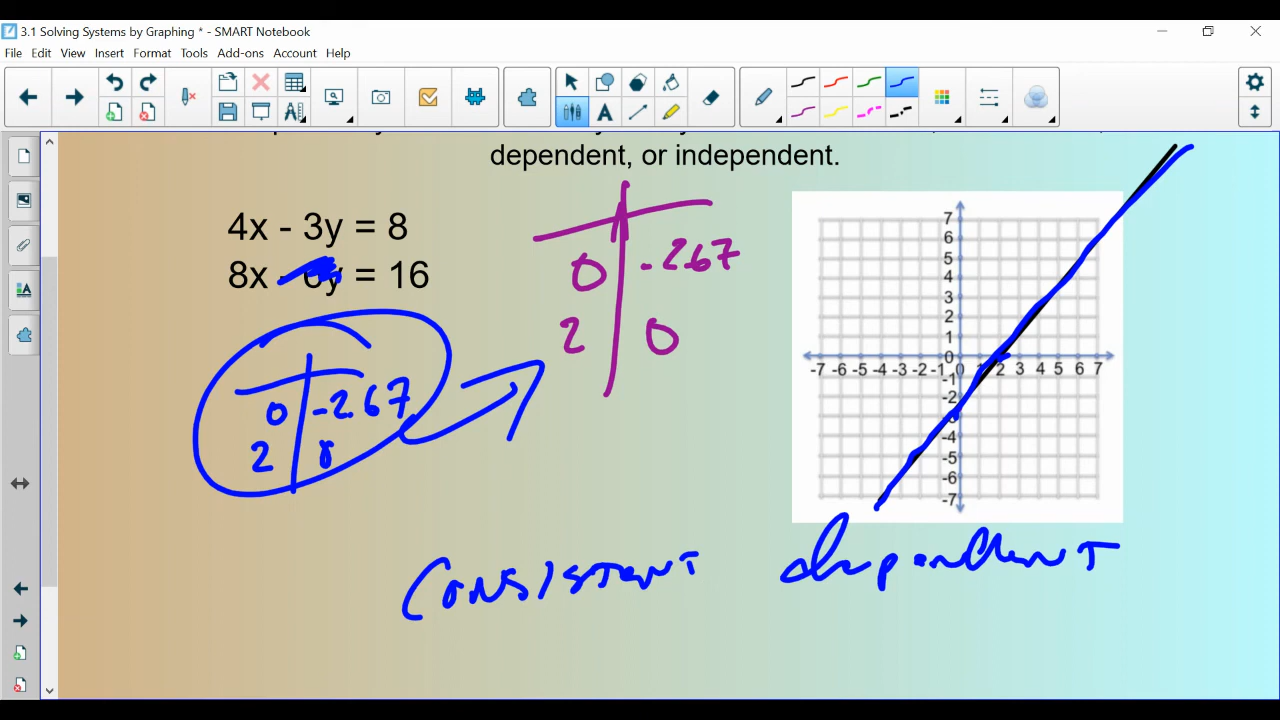 3.1 Solving Systems by Graphing * - SMART Notebook
File Edit View Insert Format Tools Add-ons Account Help
dependent, or independent.
4x - 3y = 8
8x - 6y = 16
0 -2.67
2 0
0 -2.67
2 0
7
6
5
4
3
2
1
0
-7 -6 -5 -4 -3 -2 -1 0 1 2 3 4 5 6 7
-1
-2
-3
-4
-5
-6
-7
Consistent dependent